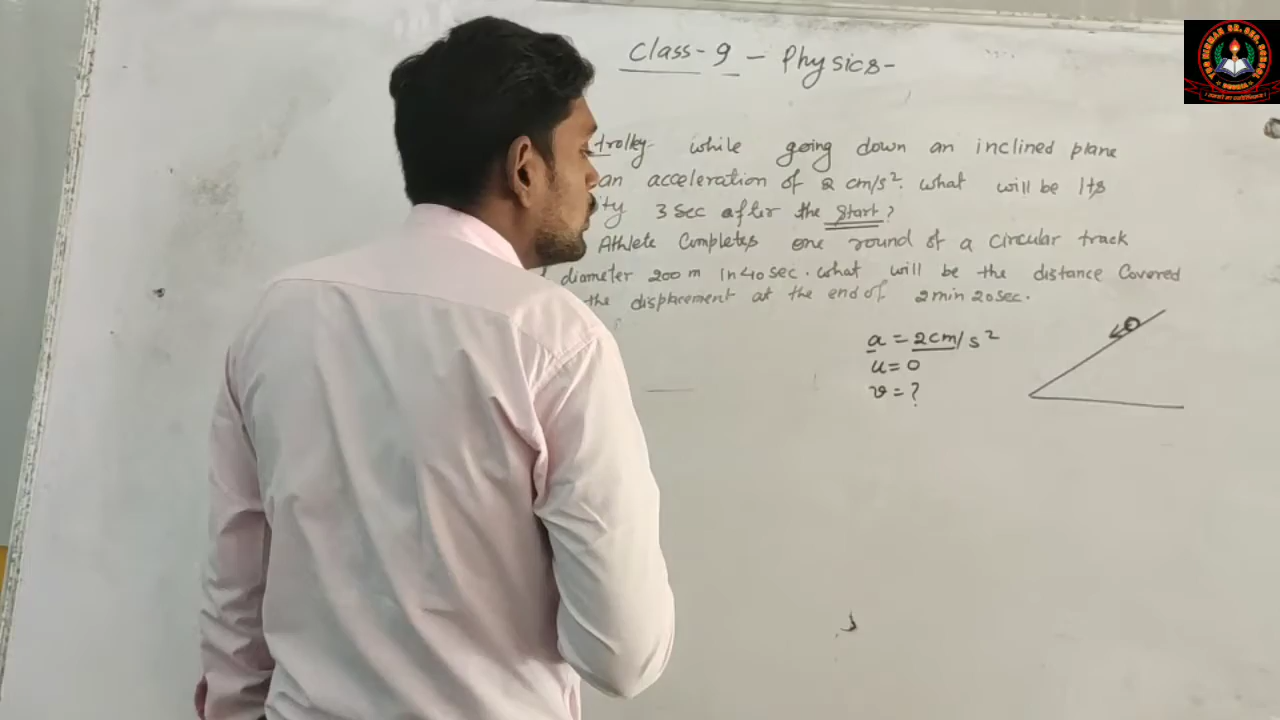 Class-9 - Physics-
trolley while going down an inclined plane
an acceleration of 2 cm/s². what will be Its
ity 3 sec after the Start?
Athlete Completes one round of a circular track
diameter 200 m in 40 sec. what will be the distance Covered
the displacement at the end of 2 min 20 sec.
a = 2cm/s²
u = 0
v = ?